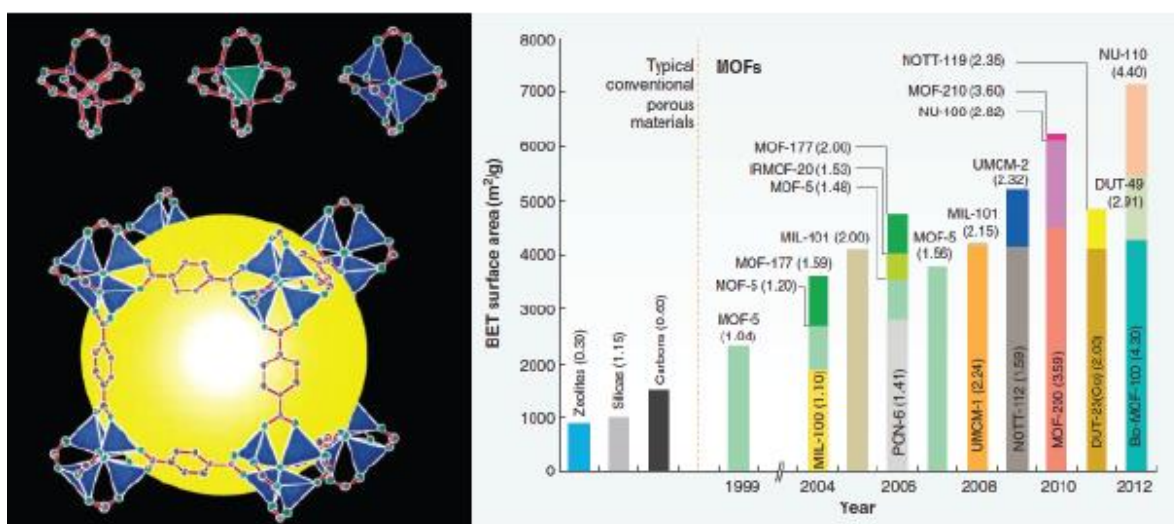 8000
7000
6000
5000
4000
3000
2000
1000
0
BET surface area (m²/g)
Typical
conventional
porous
materials
MOFs
Zeolites (0.30)
Silicas (1.15)
Carbons (0.60)
MOF-5
(1.04)
MOF-177 (1.59)
MOF-5 (1.20)
MIL-100 (1.10)
MIL-101 (2.00)
MOF-177 (2.00)
IRMOF-20 (1.53)
MOF-5 (1.48)
PCN-6 (1.41)
MOF-5
(1.56)
MIL-101
(2.15)
UMCM-1 (2.24)
UMCM-2
(2.32)
NOTT-112 (1.59)
NOTT-119 (2.35)
MOF-210 (3.60)
NU-100 (2.82)
MOF-200 (3.59)
DUT-49
(2.91)
DUT-23(Co) (2.03)
NU-110
(4.40)
Bio-MOF-100 (4.30)
1999
2004
2008
2010
2012
Year